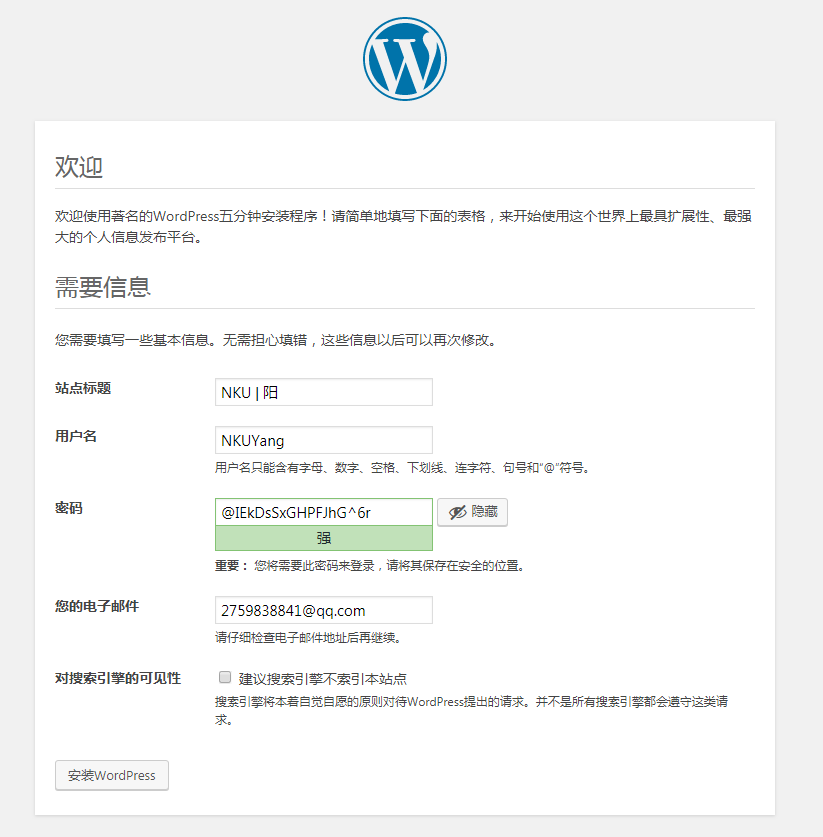 欢迎
欢迎使用著名的WordPress五分钟安装程序！请简单地填写下面的表格，来开始使用这个世界上最具扩展性、最强
大的个人信息发布平台。
需要信息
您需要填写一些基本信息。无需担心填错，这些信息以后可以再次修改。
站点标题
NKU | 阳
用户名
NKUYang
用户名只能含有字母、数字、空格、下划线、连字符、句号和“@”符号。
密码
@IEkDsSxGHPFJhG^6r
隐藏
强
重要： 您将需要此密码来登录，请将其保存在安全的位置。
您的电子邮件
2759838841@qq.com
请仔细检查电子邮件地址后再继续。
对搜索引擎的可见性
建议搜索引擎不索引本站点
搜索引擎将本着自觉自愿的原则对待WordPress提出的请求。并不是所有搜索引擎都会遵守这类请
求。
安装WordPress